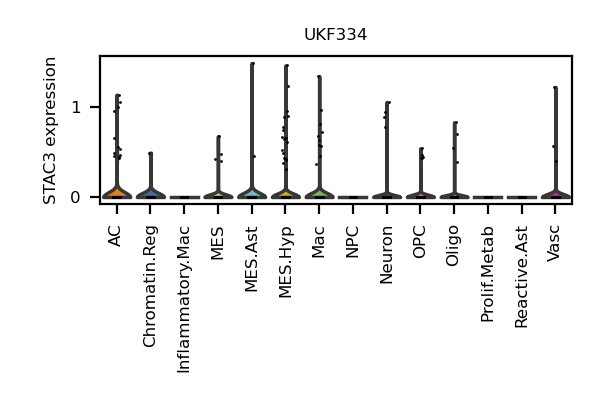 UKF334
STAC3 expression
1
0
AC
Chromatin.Reg
Inflammatory.Mac
MES
MES.Ast
MES.Hyp
Mac
NPC
Neuron
OPC
Oligo
Prolif.Metab
Reactive.Ast
Vasc